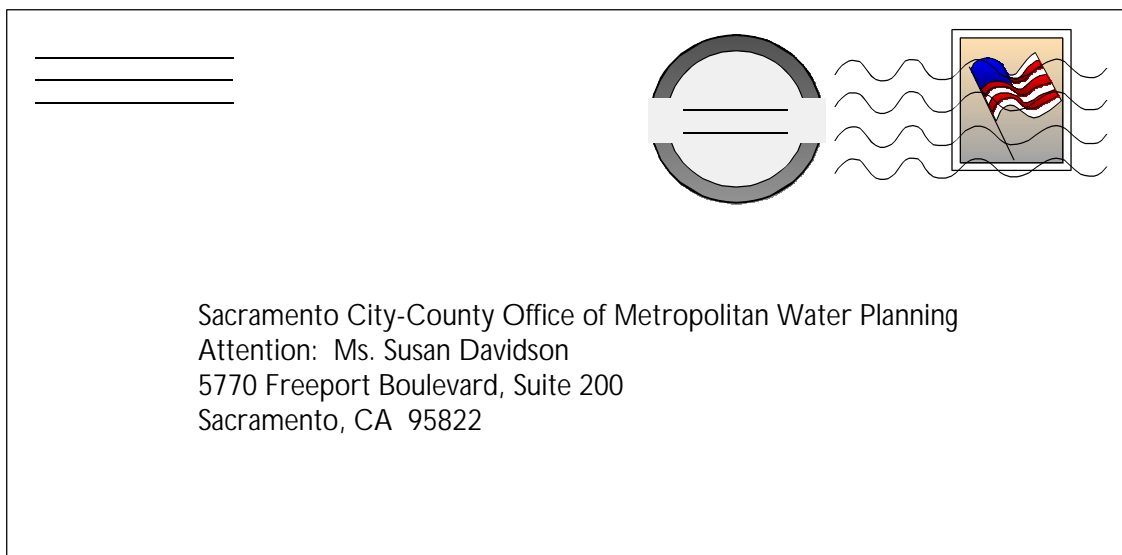 Sacramento City-County Office of Metropolitan Water Planning
Attention:  Ms. Susan Davidson
5770 Freeport Boulevard, Suite 200
Sacramento, CA  95822